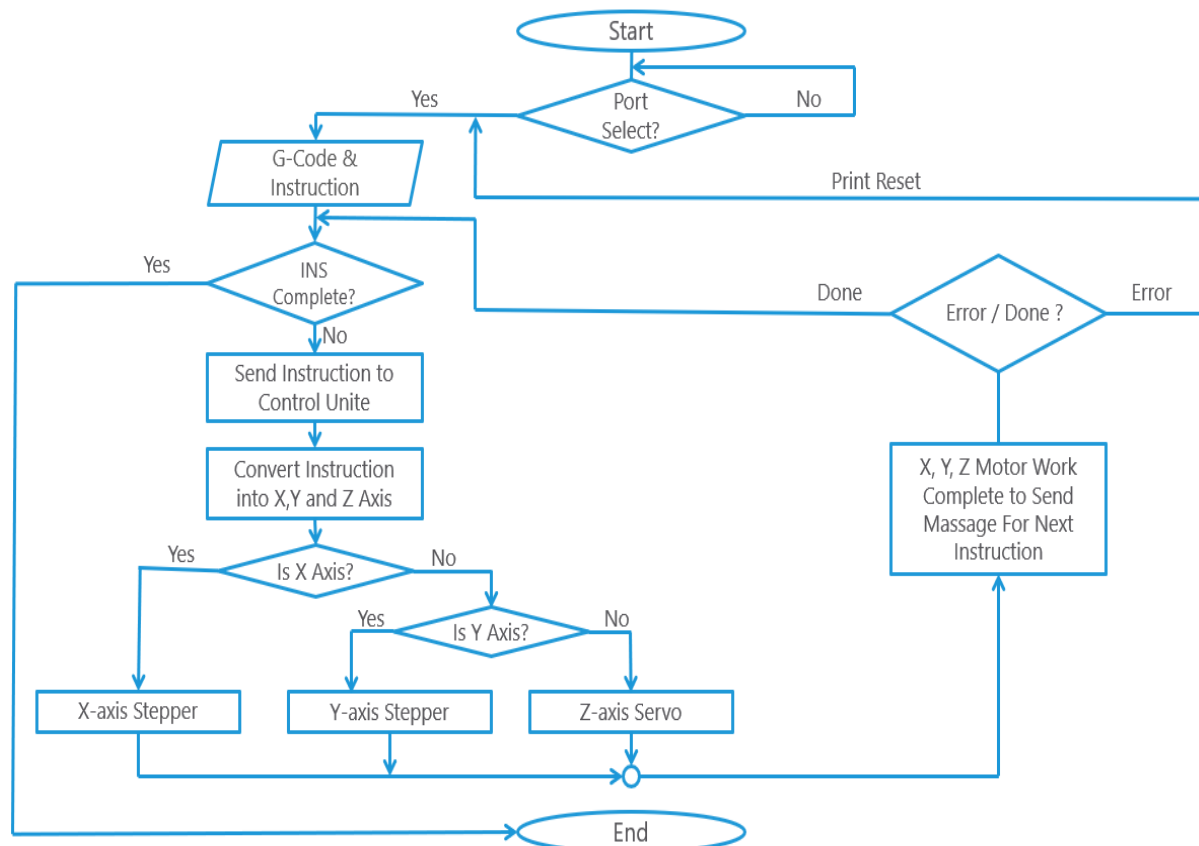 Start
Port
Select?
Yes
No
G-Code &
Instruction
Print Reset
INS
Complete?
Yes
No
Done
Error / Done ?
Error
Send Instruction to
Control Unite
Convert Instruction
into X,Y and Z Axis
X, Y, Z Motor Work
Complete to Send
Massage For Next
Instruction
Yes
Is X Axis?
No
Yes
Is Y Axis?
No
X-axis Stepper
Y-axis Stepper
Z-axis Servo
End